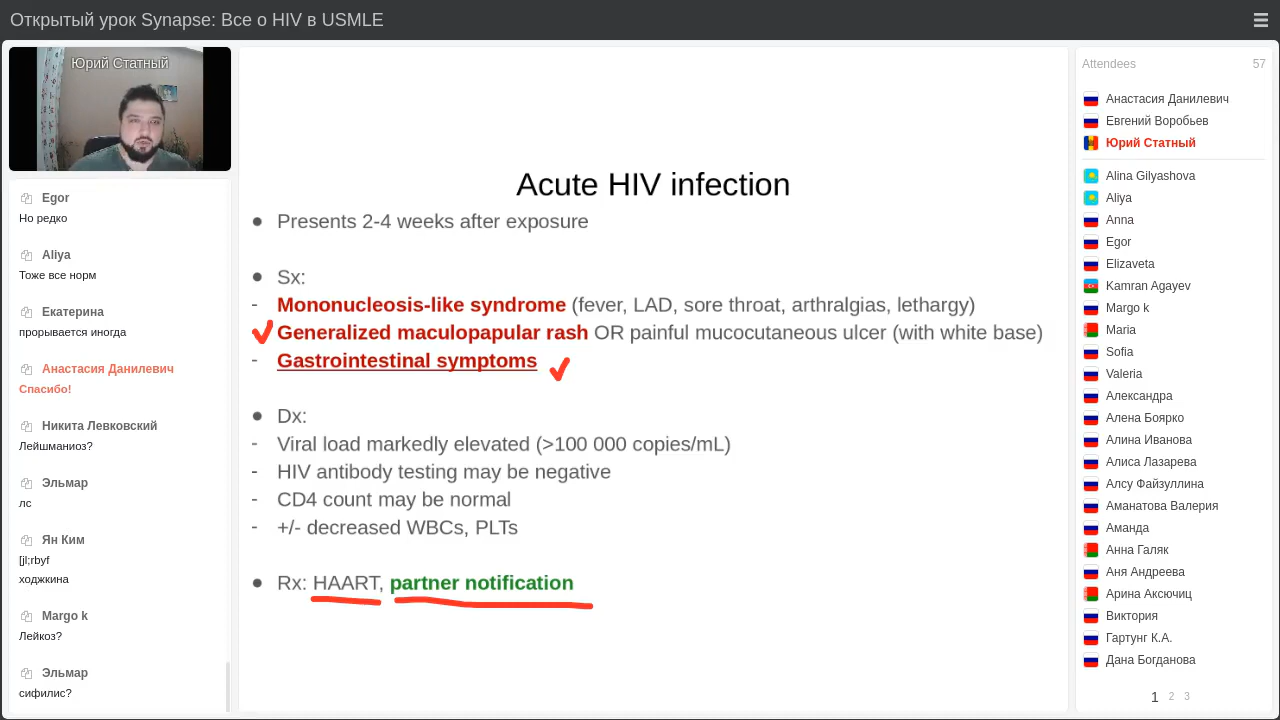 Открытый урок Synapse: Все о HIV в USMLE
Юрий Статный
Egor
Но редко
Aliya
Тоже все норм
Екатерина
прорывается иногда
Анастасия Данилевич
Спасибо!
Никита Левковский
Лейшманиоз?
Эльмар
лс
Ян Ким
[jl;rbyf
ходжкина
Margo k
Лейкоз?
Эльмар
сифилис?
Acute HIV infection
● Presents 2-4 weeks after exposure
● Sx:
- Mononucleosis-like syndrome (fever, LAD, sore throat, arthralgias, lethargy)
Generalized maculopapular rash OR painful mucocutaneous ulcer (with white base)
- Gastrointestinal symptoms
● Dx:
- Viral load markedly elevated (>100 000 copies/mL)
- HIV antibody testing may be negative
- CD4 count may be normal
- +/- decreased WBCs, PLTs
● Rx: HAART, partner notification
Attendees 57
Анастасия Данилевич
Евгений Воробьев
Юрий Статный
Alina Gilyashova
Aliya
Anna
Egor
Elizaveta
Kamran Agayev
Margo k
Maria
Sofia
Valeria
Александра
Алена Боярко
Алина Иванова
Алиса Лазарева
Алсу Файзуллина
Аманатова Валерия
Аманда
Анна Галяк
Аня Андреева
Арина Аксючиц
Виктория
Гартунг К.А.
Дана Богданова
1 2 3